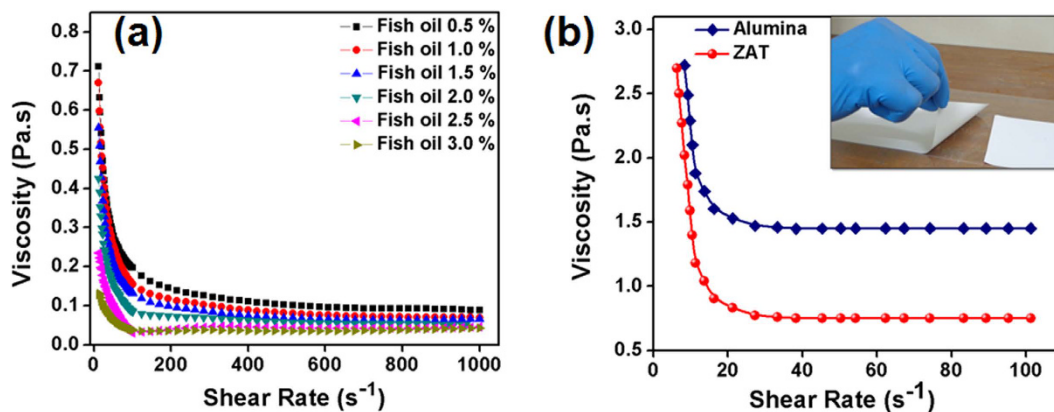 (a)
Fish oil 0.5 %
Fish oil 1.0 %
Fish oil 1.5 %
Fish oil 2.0 %
Fish oil 2.5 %
Fish oil 3.0 %
Viscosity (Pa.s)
0.8
0.7
0.6
0.5
0.4
0.3
0.2
0.1
0.0
0 200 400 600 800 1000
Shear Rate (s⁻¹)
(b)
Alumina
ZAT
Viscosity (Pa.s)
3.0
2.5
2.0
1.5
1.0
0.5
0 20 40 60 80 100
Shear Rate (s⁻¹)